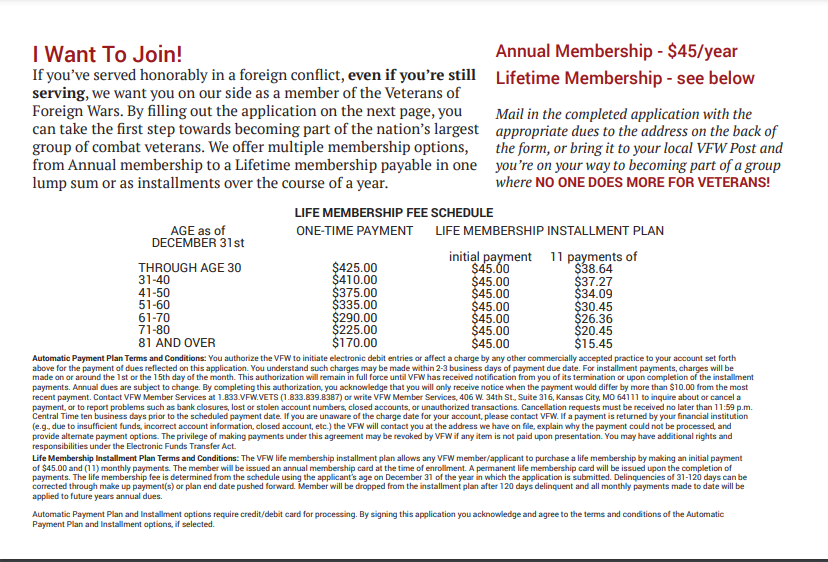 I Want To Join!
If you've served honorably in a foreign conflict, even if you're still
serving, we want you on our side as a member of the Veterans of
Foreign Wars. By filling out the application on the next page, you
can take the first step towards becoming part of the nation's largest
group of combat veterans. We offer multiple membership options,
from Annual membership to a Lifetime membership payable in one
lump sum or as installments over the course of a year.
Annual Membership - $45/year
Lifetime Membership - see below
Mail in the completed application with the
appropriate dues to the address on the back of
the form, or bring it to your local VFW Post and
you're on your way to becoming part of a group
where NO ONE DOES MORE FOR VETERANS!
LIFE MEMBERSHIP FEE SCHEDULE
AGE as of DECEMBER 31st ONE-TIME PAYMENT LIFE MEMBERSHIP INSTALLMENT PLAN
initial payment 11 payments of
THROUGH AGE 30 $425.00 $45.00 $38.64
31-40 $410.00 $45.00 $37.27
41-50 $375.00 $45.00 $34.09
51-60 $335.00 $45.00 $30.45
61-70 $290.00 $45.00 $26.36
71-80 $225.00 $45.00 $20.45
81 AND OVER $170.00 $45.00 $15.45
Automatic Payment Plan Terms and Conditions: You authorize the VFW to initiate electronic debit entries or affect a charge by any other commercially accepted practice to your account set forth
above for the payment of dues reflected on this application. You understand such charges may be made within 2-3 business days of payment due date. For installment payments, charges will be
made on or around the 1st or the 15th day of the month. This authorization will remain in full force until VFW has received notification from you of its termination or upon completion of the installment
payments. Annual dues are subject to change. By completing this authorization, you acknowledge that you will only receive notice when the payment would differ by more than $10.00 from the most
recent payment. Contact VFW Member Services at 1.833.VFW.VETS (1.833.839.8387) or write VFW Member Services, 406 W. 34th St., Suite 316, Kansas City, MO 64111 to inquire about or cancel a
payment, or to report problems such as bank closures, lost or stolen account numbers, closed accounts, or unauthorized transactions. Cancellation requests must be received no later than 11:59 p.m.
Central Time ten business days prior to the scheduled payment date. If you are unaware of the charge date for your account, please contact VFW. If a payment is returned by your financial institution
(e.g., due to insufficient funds, incorrect account information, closed account, etc.) the VFW will contact you at the address we have on file, explain why the payment could not be processed, and
provide alternate payment options. The privilege of making payments under this agreement may be revoked by VFW if any item is not paid upon presentation. You may have additional rights and
responsibilities under the Electronic Funds Transfer Act.
Life Membership Installment Plan Terms and Conditions: The VFW life membership installment plan allows any VFW member/applicant to purchase a life membership by making an initial payment
of $45.00 and (11) monthly payments. The member will be issued an annual membership card at the time of enrollment. A permanent life membership card will be issued upon the completion of
payments. The life membership fee is determined from the schedule using the applicant's age on December 31 of the year in which the application is submitted. Delinquencies of 31-120 days can be
corrected through make up payment(s) or plan end date pushed forward. Member will be dropped from the installment plan after 120 days delinquent and all monthly payments made to date will be
applied to future years annual dues.
Automatic Payment Plan and Installment options require credit/debit card for processing. By signing this application you acknowledge and agree to the terms and conditions of the Automatic
Payment Plan and Installment options, if selected.